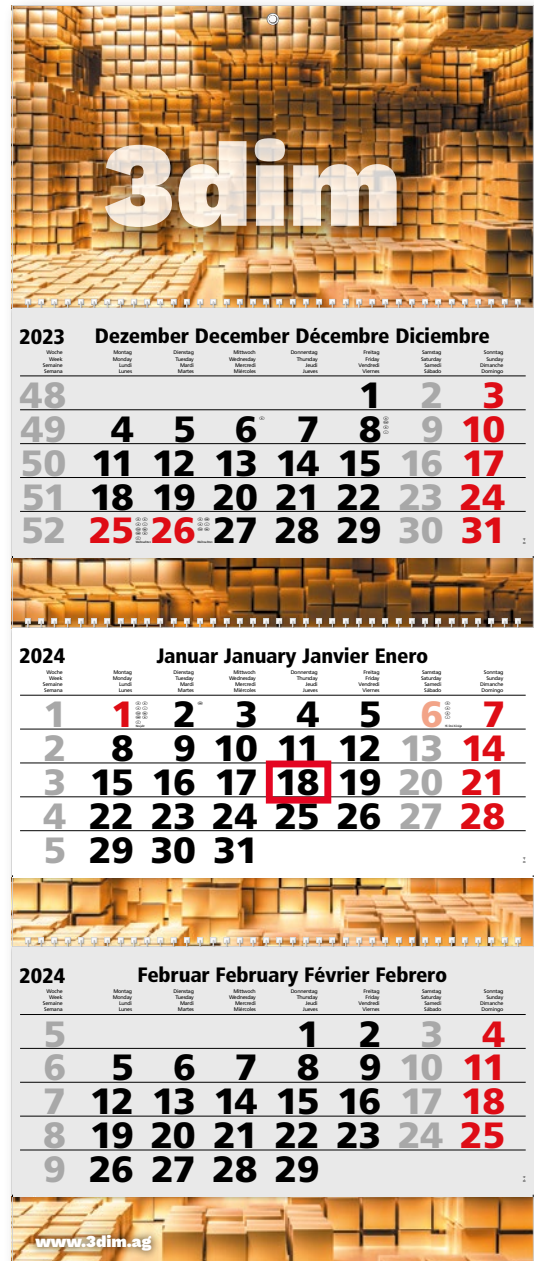 3dim
2023 Dezember December Décembre Diciembre
Woche Montag Dienstag Mittwoch Donnerstag Freitag Samstag Sonntag
Week Monday Tuesday Wednesday Thursday Friday Saturday Sunday
Semaine Lundi Mardi Mercredi Jeudi Vendredi Samedi Dimanche
Semana Lunes Martes Miércoles Jueves Viernes Sábado Domingo
48 1 2 3
49 4 5 6 7 8 9 10
50 11 12 13 14 15 16 17
51 18 19 20 21 22 23 24
52 25 26 27 28 29 30 31
2024 Januar January Janvier Enero
Woche Montag Dienstag Mittwoch Donnerstag Freitag Samstag Sonntag
Week Monday Tuesday Wednesday Thursday Friday Saturday Sunday
Semaine Lundi Mardi Mercredi Jeudi Vendredi Samedi Dimanche
Semana Lunes Martes Miércoles Jueves Viernes Sábado Domingo
1 1 2 3 4 5 6 7
2 8 9 10 11 12 13 14
3 15 16 17 18 19 20 21
4 22 23 24 25 26 27 28
5 29 30 31
2024 Februar February Février Febrero
Woche Montag Dienstag Mittwoch Donnerstag Freitag Samstag Sonntag
Week Monday Tuesday Wednesday Thursday Friday Saturday Sunday
Semaine Lundi Mardi Mercredi Jeudi Vendredi Samedi Dimanche
Semana Lunes Martes Miércoles Jueves Viernes Sábado Domingo
5 1 2 3 4
6 5 6 7 8 9 10 11
7 12 13 14 15 16 17 18
8 19 20 21 22 23 24 25
9 26 27 28 29
www.3dim.ag